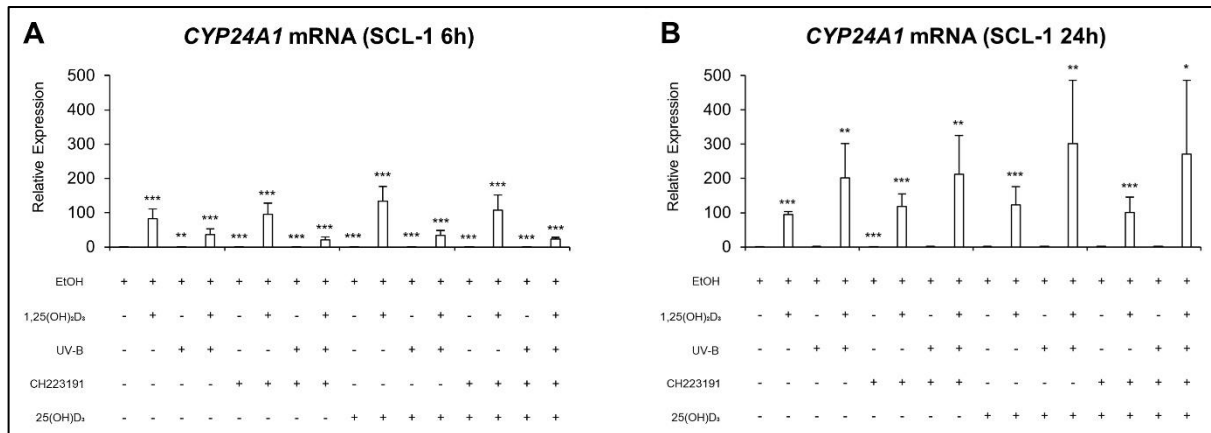 A
CYP24A1 mRNA (SCL-1 6h)
Relative Expression
500
400
300
200
100
0
*** ** *** *** *** *** *** *** *** *** *** *** *** *** ***
EtOH + + + + + + + + + + + + + + + +
1,25(OH)₂D₃ - + - + - + - + - + - + - + - +
UV-B - - + + - - + + - - + + - - + +
CH223191 - - - - + + + + - - - - + + + +
25(OH)D₃ - - - - - - - - + + + + + + + +
B
CYP24A1 mRNA (SCL-1 24h)
Relative Expression
500
400
300
200
100
0
*** ** *** *** ** *** ** *** *
EtOH + + + + + + + + + + + + + + + +
1,25(OH)₂D₃ - + - + - + - + - + - + - + - +
UV-B - - + + - - + + - - + + - - + +
CH223191 - - - - + + + + - - - - + + + +
25(OH)D₃ - - - - - - - - + + + + + + + +